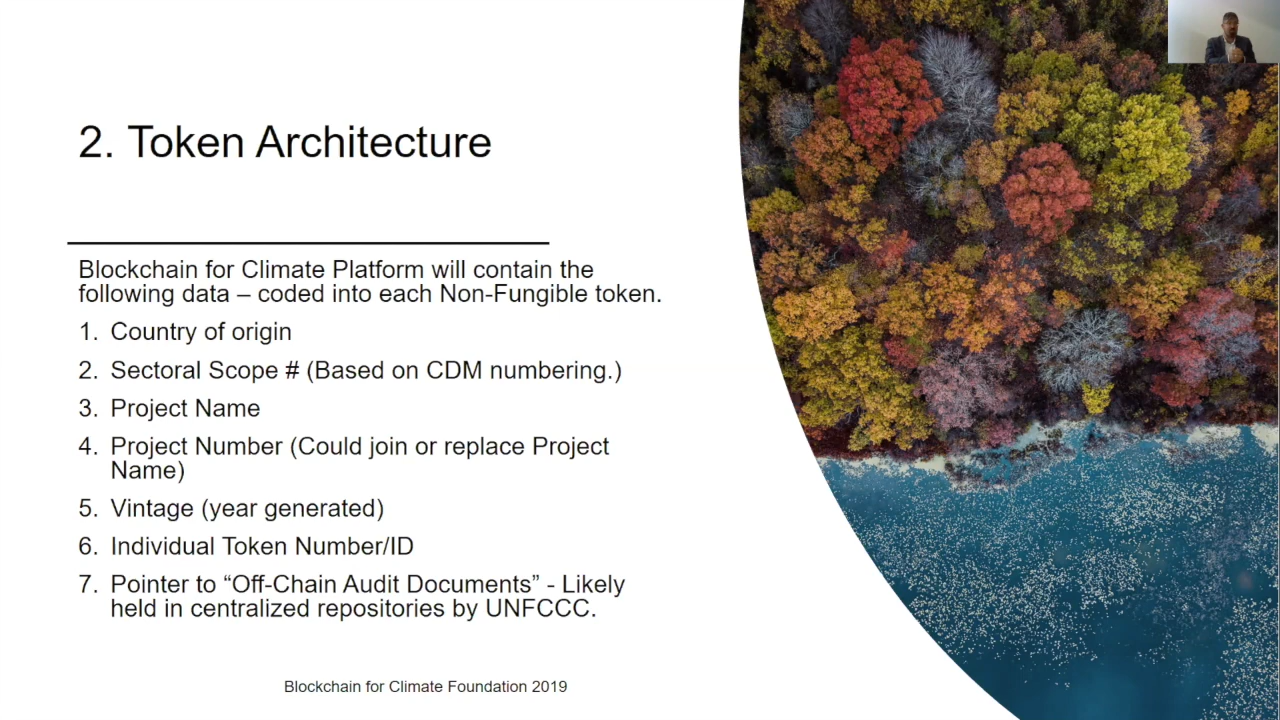 2. Token Architecture
Blockchain for Climate Platform will contain the
following data – coded into each Non-Fungible token.
1. Country of origin
2. Sectoral Scope # (Based on CDM numbering.)
3. Project Name
4. Project Number (Could join or replace Project
Name)
5. Vintage (year generated)
6. Individual Token Number/ID
7. Pointer to “Off-Chain Audit Documents” - Likely
held in centralized repositories by UNFCCC.
Blockchain for Climate Foundation 2019